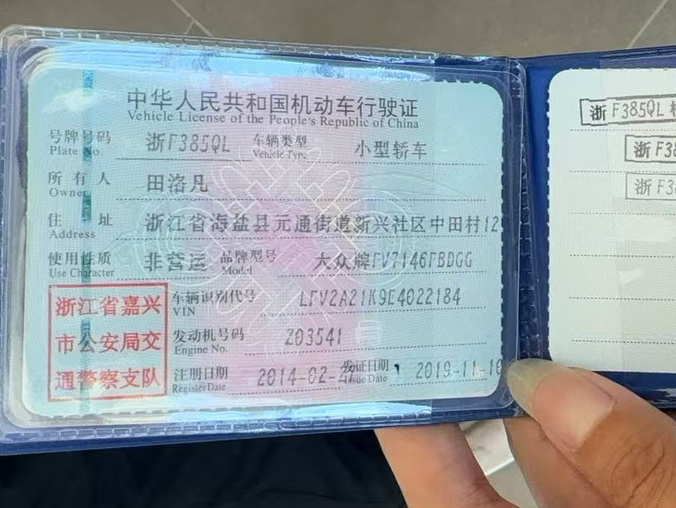 中华人民共和国机动车行驶证
Vehicle License of the People's Republic of China
号牌号码 浙F385QL 车辆类型 小型轿车
Plate No. Vehicle Type
所有人 田洛凡
Owner
住址 浙江省海盐县元通街道新兴社区中田村12
Address
使用性质 非营运 品牌型号 大众牌FV7146FBDGG
Use Character Model
浙江省嘉兴
市公安局交
通警察支队
车辆识别代号 LFV2A21K9E4022184
VIN
发动机号码 Z03541
Engine No.
注册日期 2014-02- 发证日期 2019-11-16
Register Date Issue Date
浙F385QL
浙F38
浙F3